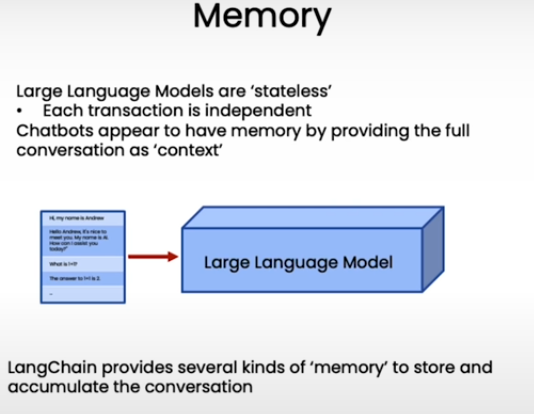 Memory
Large Language Models are ‘stateless’
• Each transaction is independent
Chatbots appear to have memory by providing the full
conversation as ‘context’
Hi, my name is Andrew
Hello Andrew, It's nice to
meet you. My name is AI.
How can I assist you
today?"
What is 1+1?
The answer to 1+1 is 2.
..
Large Language Model
LangChain provides several kinds of ‘memory’ to store and
accumulate the conversation